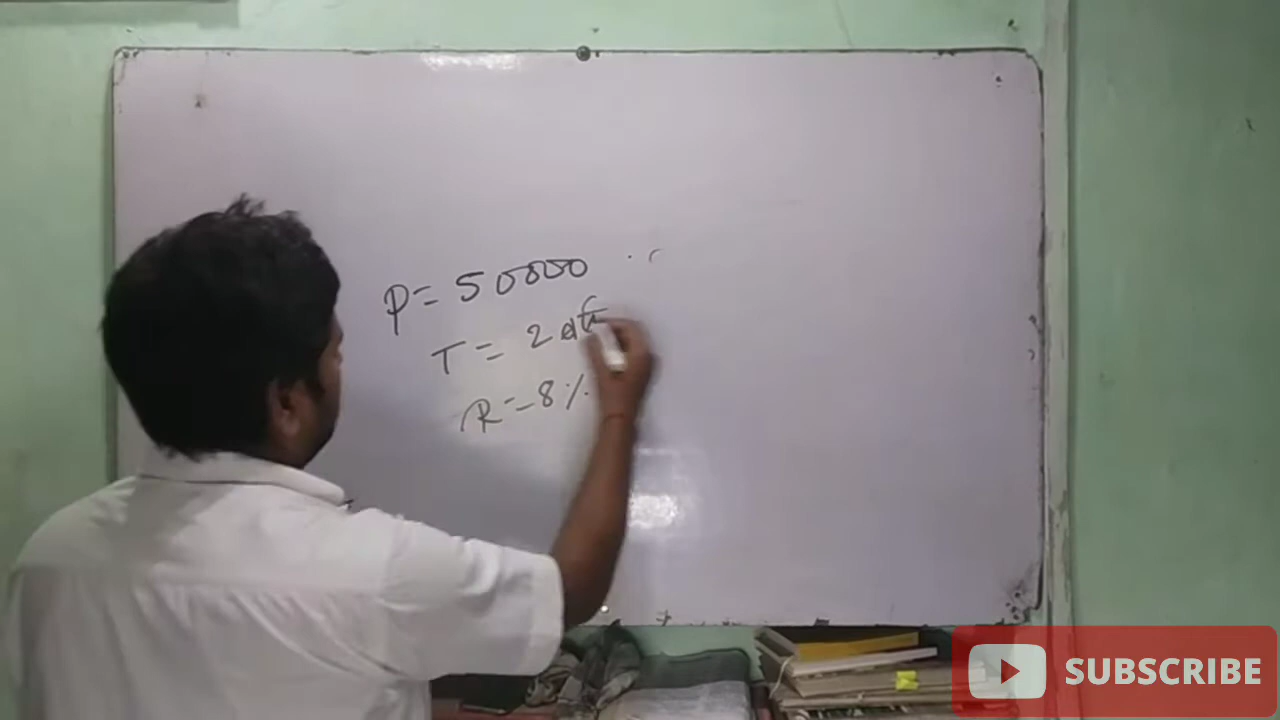 P = 50000
T = 2
R = 8 %
SUBSCRIBE